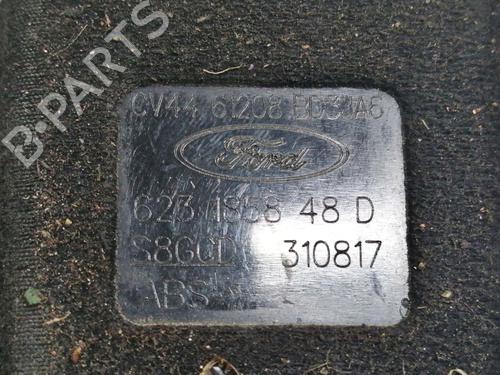 B-PARTS
CV44 61208 BD3JA6
Ford
623 1858 48 D
S8GCD 310817
ABS